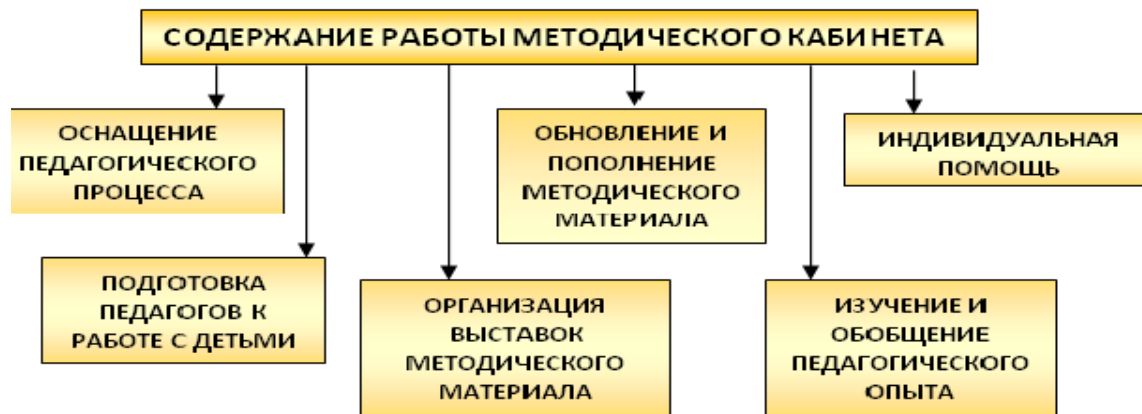 СОДЕРЖАНИЕ РАБОТЫ МЕТОДИЧЕСКОГО КАБИНЕТА
ОСНАЩЕНИЕ
ПЕДАГОГИЧЕСКОГО
ПРОЦЕССА
ПОДГОТОВКА
ПЕДАГОГОВ К
РАБОТЕ С ДЕТЬМИ
ОРГАНИЗАЦИЯ
ВЫСТАВОК
МЕТОДИЧЕСКОГО
МАТЕРИАЛА
ОБНОВЛЕНИЕ И
ПОПОЛНЕНИЕ
МЕТОДИЧЕСКОГО
МАТЕРИАЛА
ИЗУЧЕНИЕ И
ОБОБЩЕНИЕ
ПЕДАГОГИЧЕСКОГО
ОПЫТА
ИНДИВИДУАЛЬНАЯ
ПОМОЩЬ